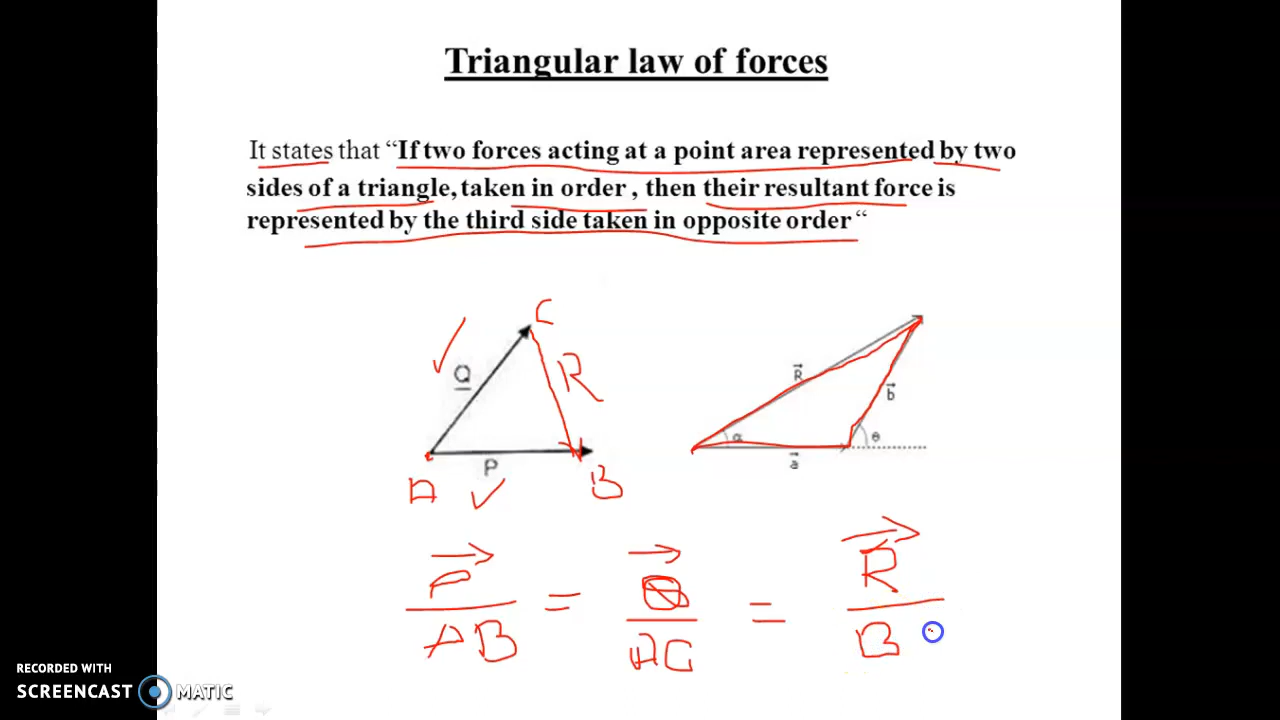 Triangular law of forces
It states that “If two forces acting at a point area represented by two
sides of a triangle, taken in order , then their resultant force is
represented by the third side taken in opposite order “
C
Q
R
P
A
B
R
b
α
θ
a
P = Q = R
AB AC B
RECORDED WITH
SCREENCAST MATIC